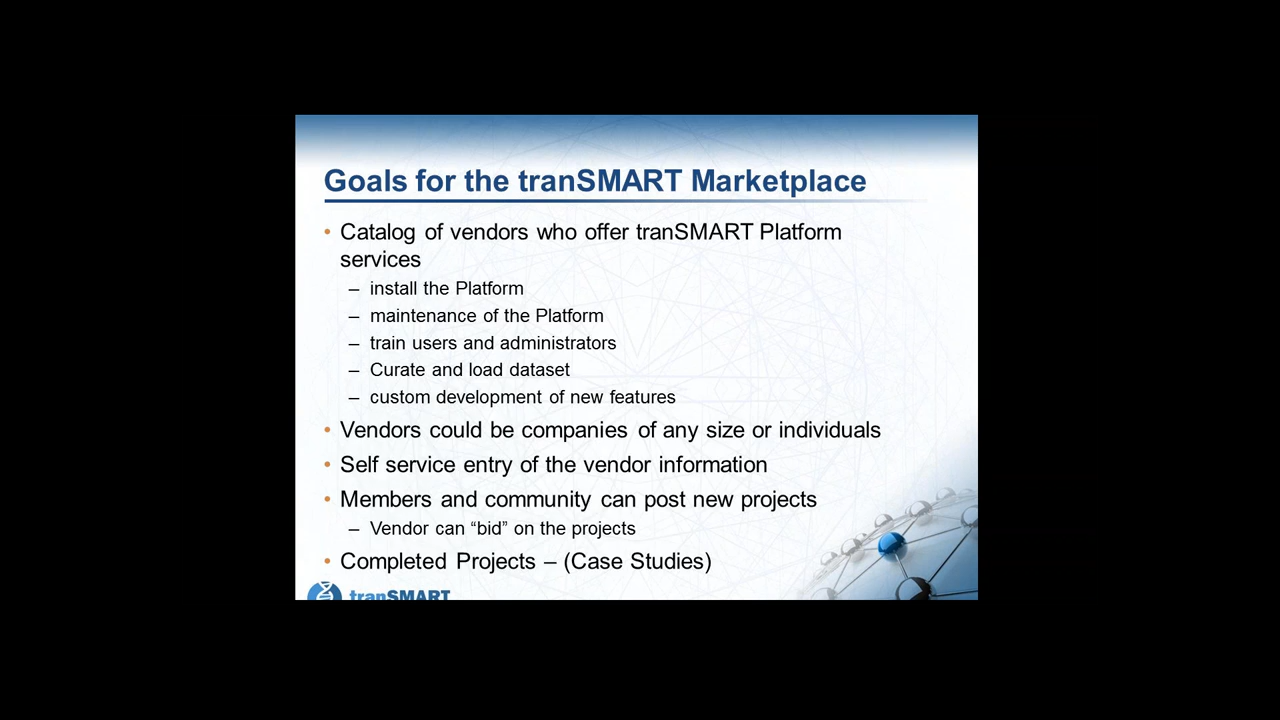 Goals for the tranSMART Marketplace
• Catalog of vendors who offer tranSMART Platform
services
– install the Platform
– maintenance of the Platform
– train users and administrators
– Curate and load dataset
– custom development of new features
• Vendors could be companies of any size or individuals
• Self service entry of the vendor information
• Members and community can post new projects
– Vendor can “bid” on the projects
• Completed Projects – (Case Studies)
tranSMART